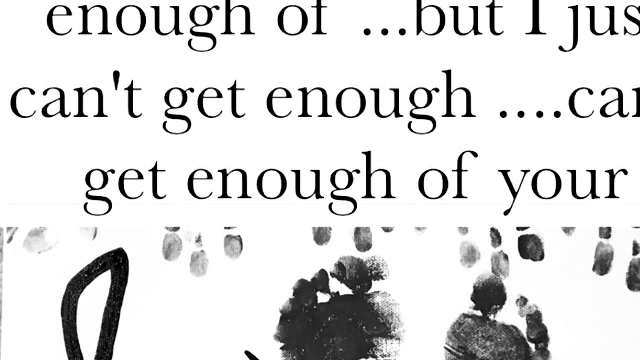 enough of ...but I jus
can't get enough ....can
get enough of your